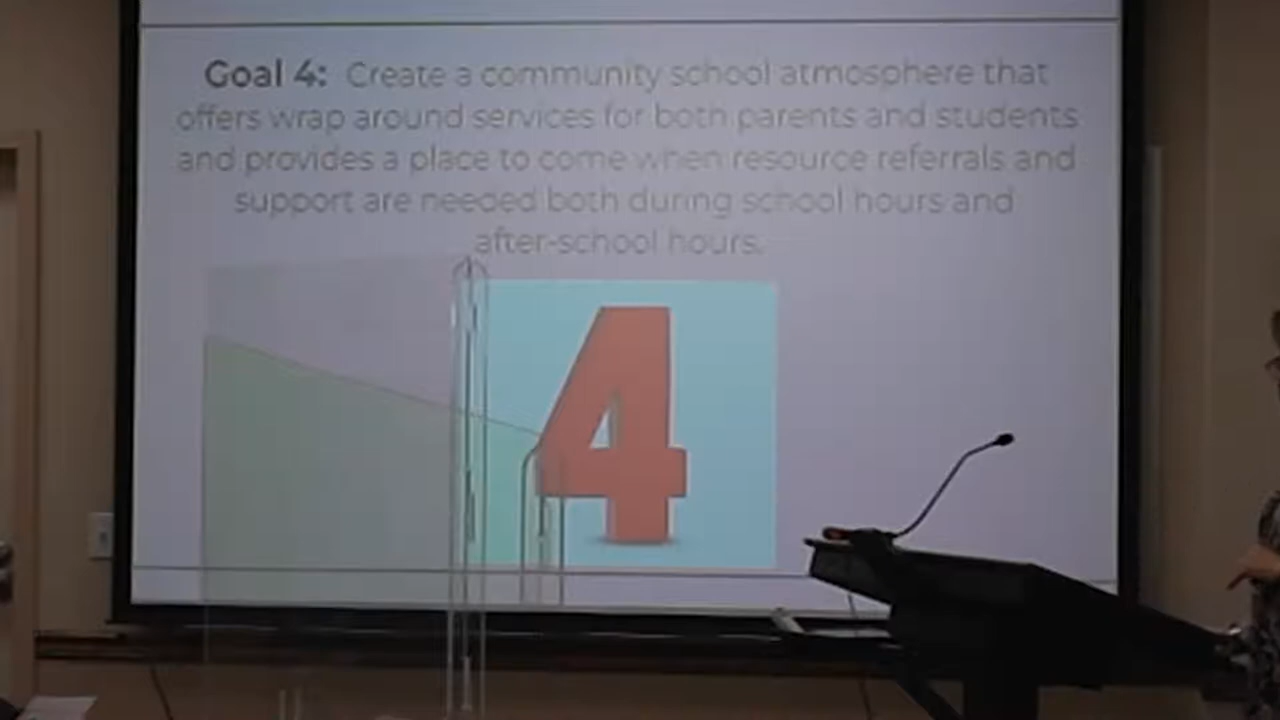 Goal 4: Create a community school atmosphere that
offers wrap around services for both parents and students
and provides a place to come when resource referrals and
support are needed both during school hours and
after-school hours.
4